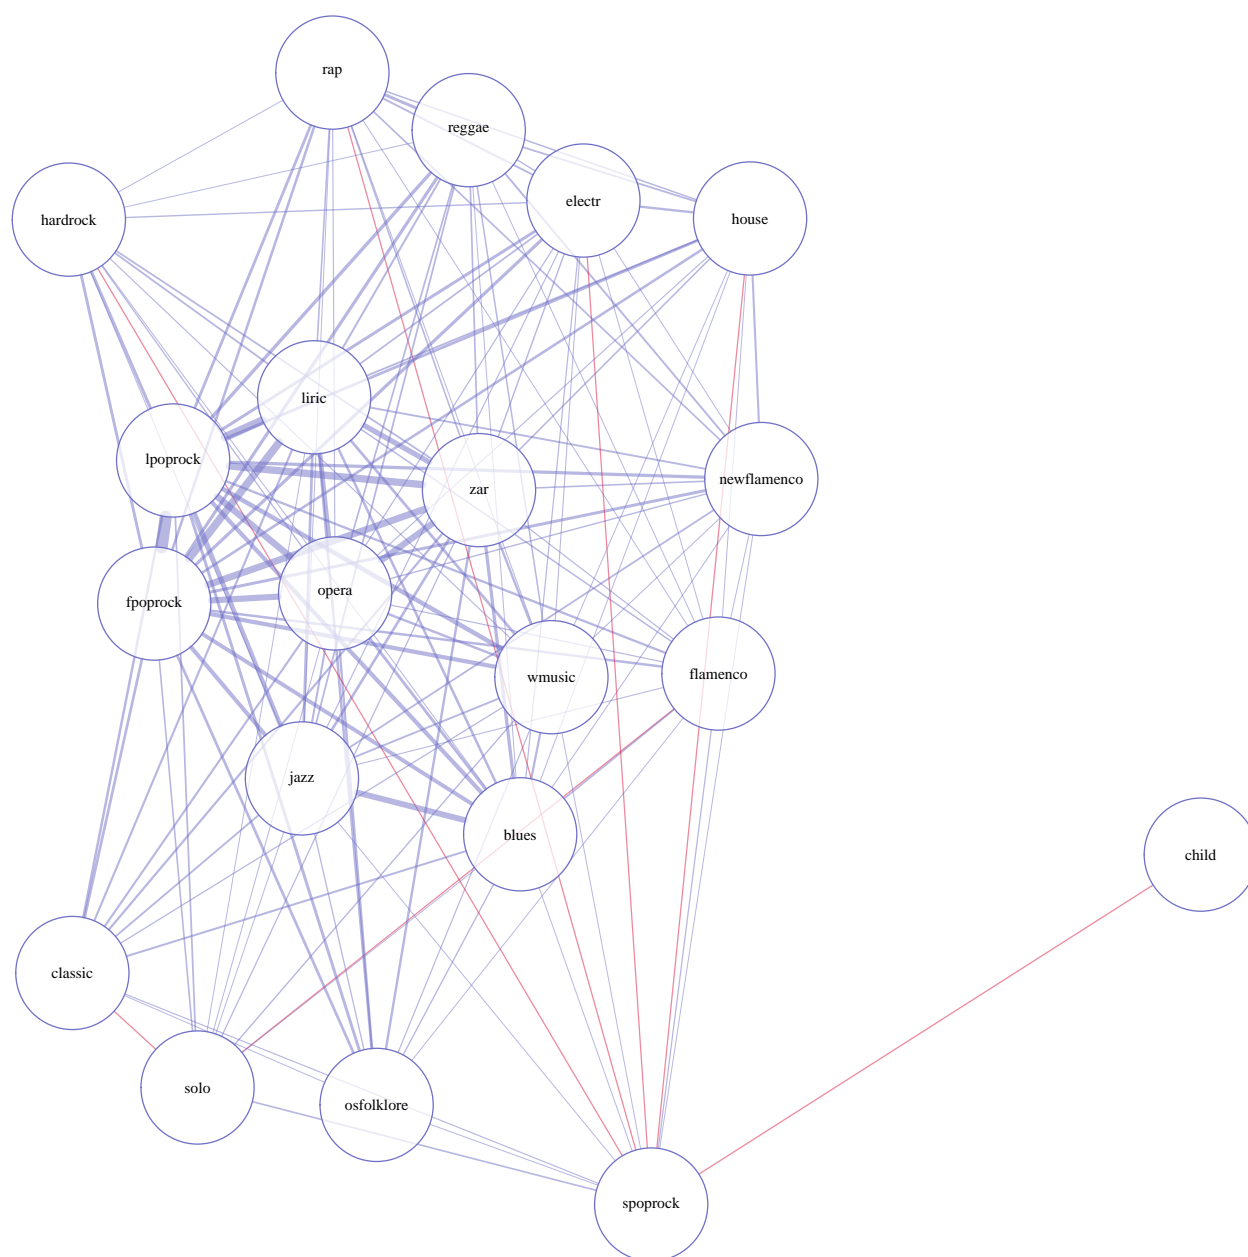 rap
reggae
electr
house
hardrock
liric
lpoprock
zar
newflamenco
opera
fpoprock
wmusic
flamenco
jazz
blues
child
classic
solo
osfolklore
spoprock